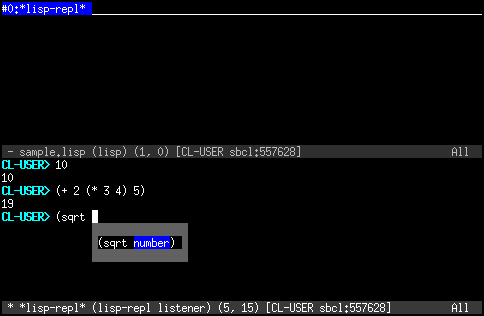 #0:*lisp-repl*
- sample.lisp (lisp) (1, 0) [CL-USER sbcl:557628] All
CL-USER> 10
10
CL-USER> (+ 2 (* 3 4) 5)
19
CL-USER> (sqrt
(sqrt number)
* *lisp-repl* (lisp-repl listener) (5, 15) [CL-USER sbcl:557628] All